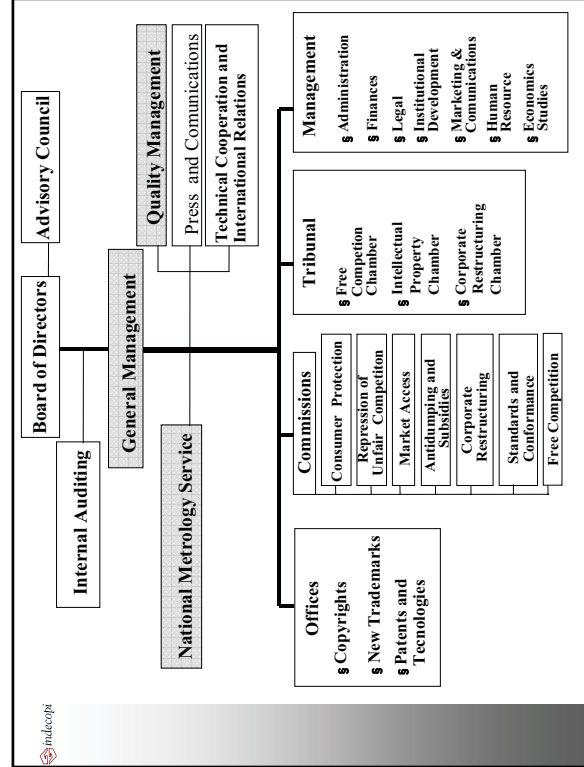 indecopi
Board of Directors
Advisory Council
Internal Auditing
General Management
Quality Management
Press and Comunications
Technical Cooperation and
International Relations
National Metrology Service
Offices
§ Copyrights
§ New Trademarks
§ Patents and
Tecnologies
Commissions
Consumer Protection
Repression of
Unfair Competiton
Market Access
Antidumping and
Subsidies
Corporate
Restructuring
Standards and
Conformance
Free Competition
Tribunal
§ Free
Competion
Chamber
§ Intellectual
Property
Chamber
§ Corporate
Restructuring
Chamber
Management
§ Administration
§ Finances
§ Legal
§ Institutional
Development
§ Marketing &
Comunications
§ Human
Resource
§ Economics
Studies